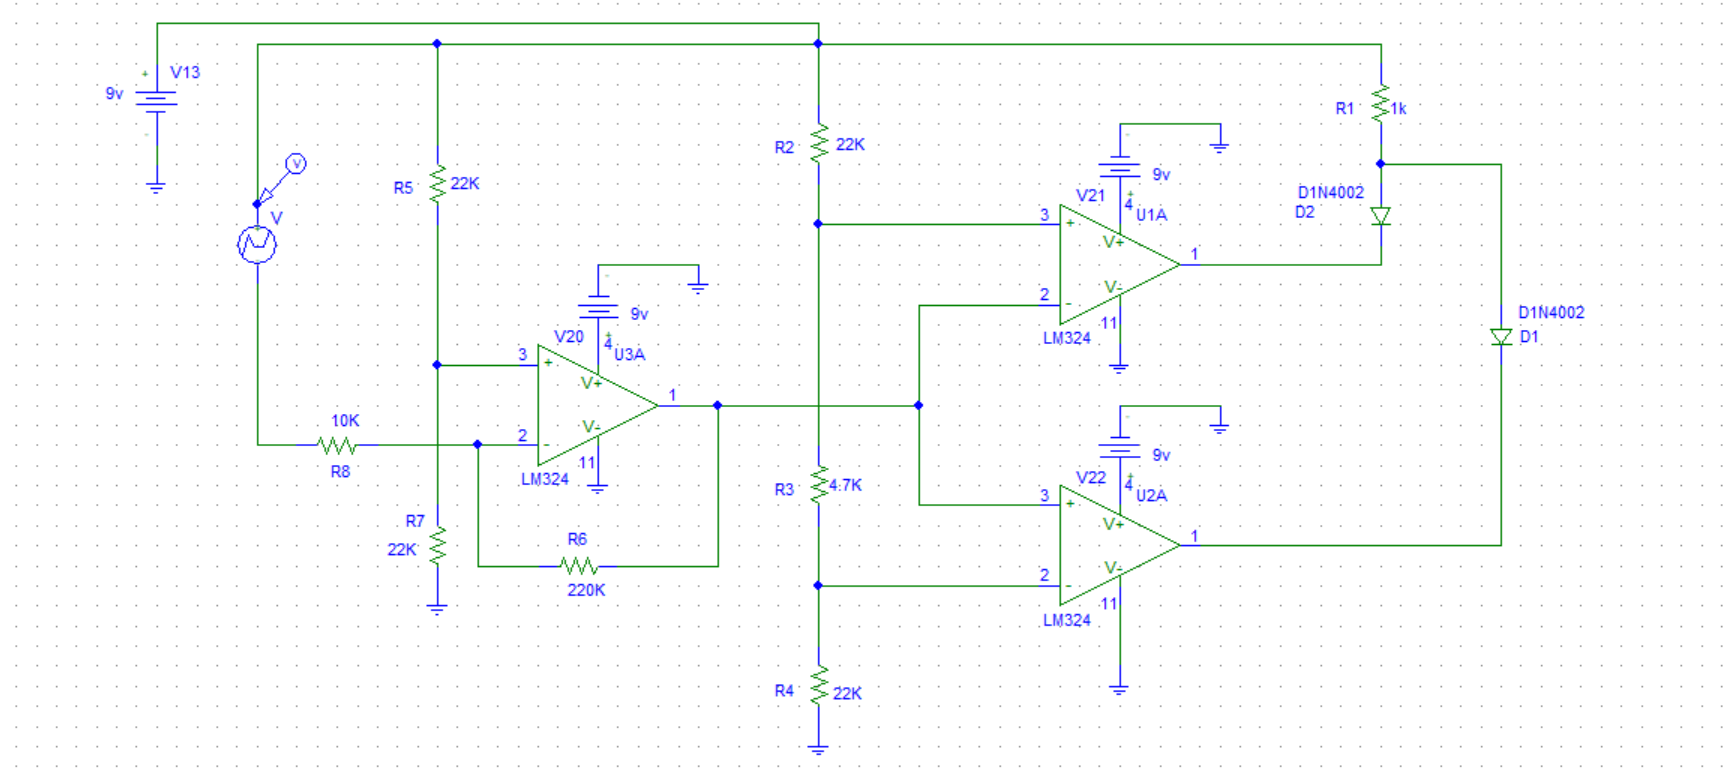 V13
9v
V
R5
22K
10K
R8
R7
22K
V20
9v
4
U3A
3
+
V+
2
-
V-
11
1
LM324
R6
220K
R2
22K
R3
4.7K
R4
22K
V21
9v
4
U1A
3
+
V+
2
-
V-
11
1
LM324
V22
9v
4
U2A
3
+
V+
2
-
V-
11
1
LM324
R1
1k
D1N4002
D2
D1N4002
D1